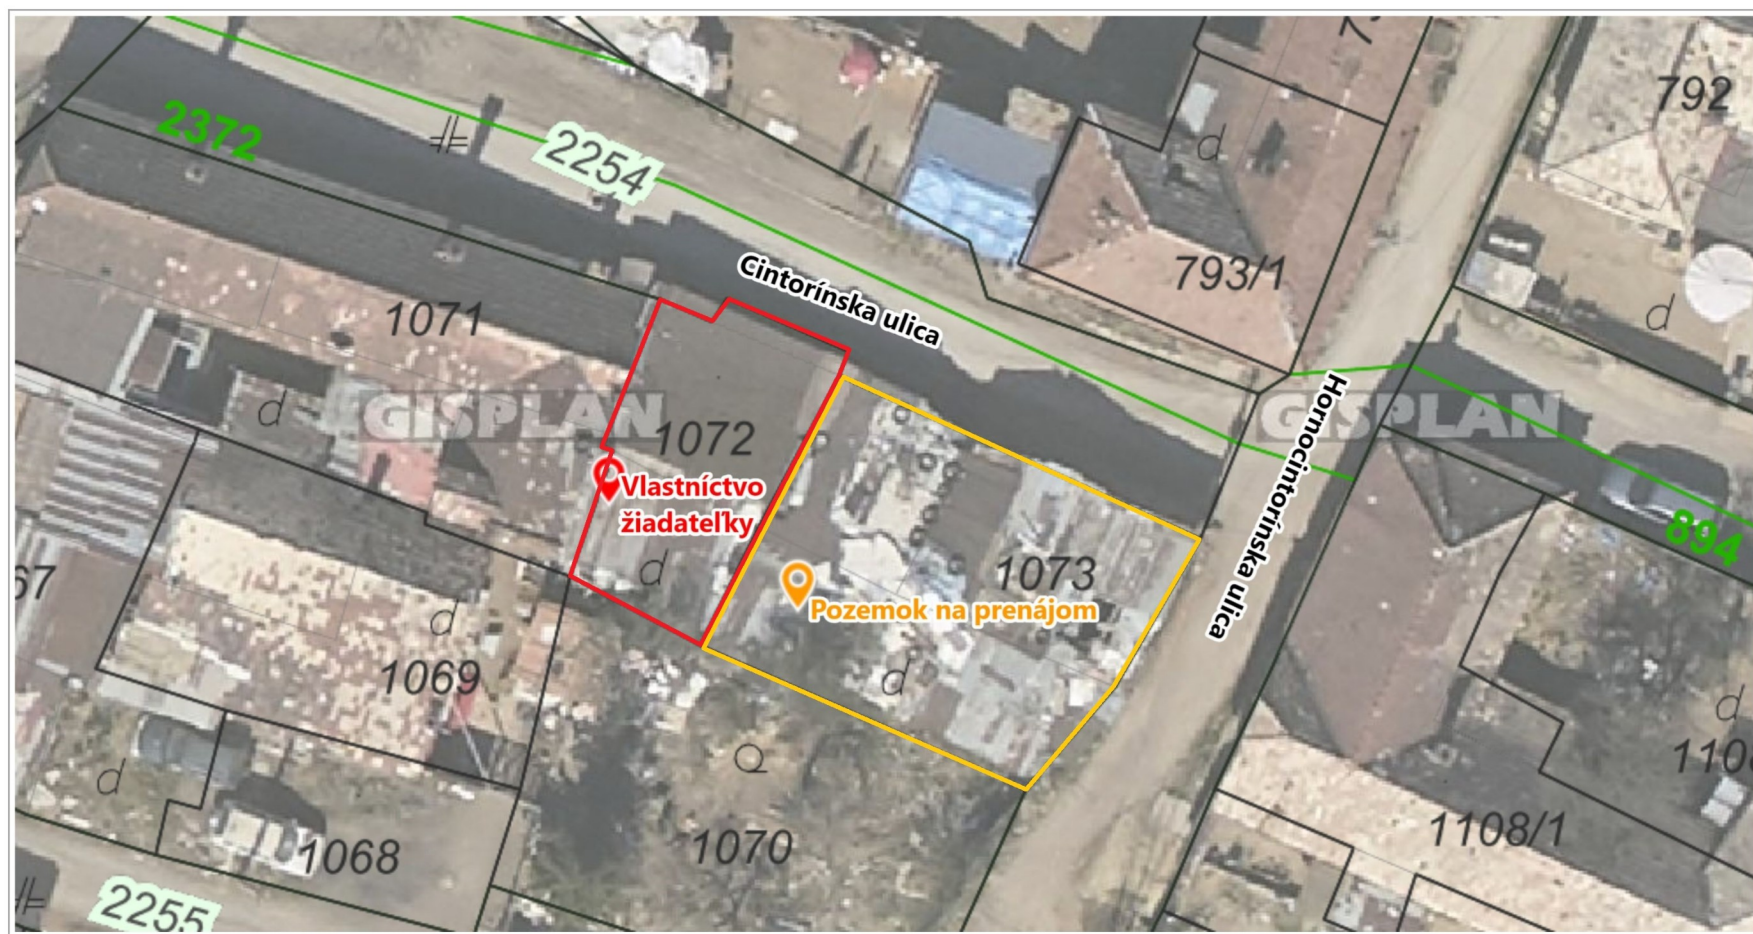 792
2372
2254
d
Cintorínska ulica
793/1
d
1071
d
GISPLAN
GISPLAN
1072
Hornocintorínska ulica
Vlastníctvo
žiadateľky
894
67
d
1073
Pozemok na prenájom
d
1069
d
d
d
Q
1108/1
1068
1070
2255